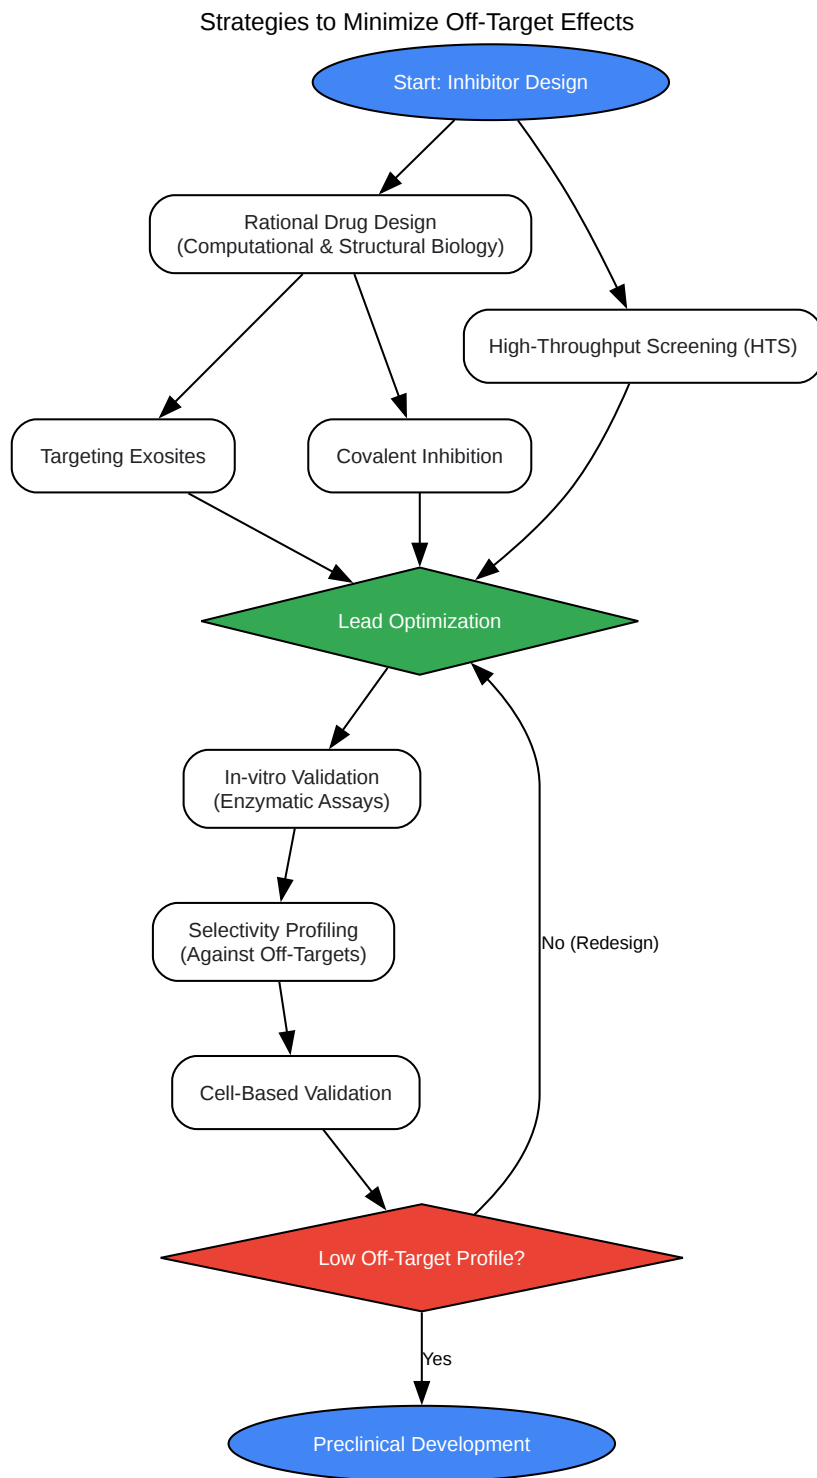 Strategies to Minimize Off-Target Effects
Start: Inhibitor Design
Rational Drug Design
(Computational & Structural Biology)
High-Throughput Screening (HTS)
Targeting Exosites
Covalent Inhibition
Lead Optimization
In-vitro Validation
(Enzymatic Assays)
Selectivity Profiling
(Against Off-Targets)
No (Redesign)
Cell-Based Validation
Low Off-Target Profile?
Yes
Preclinical Development